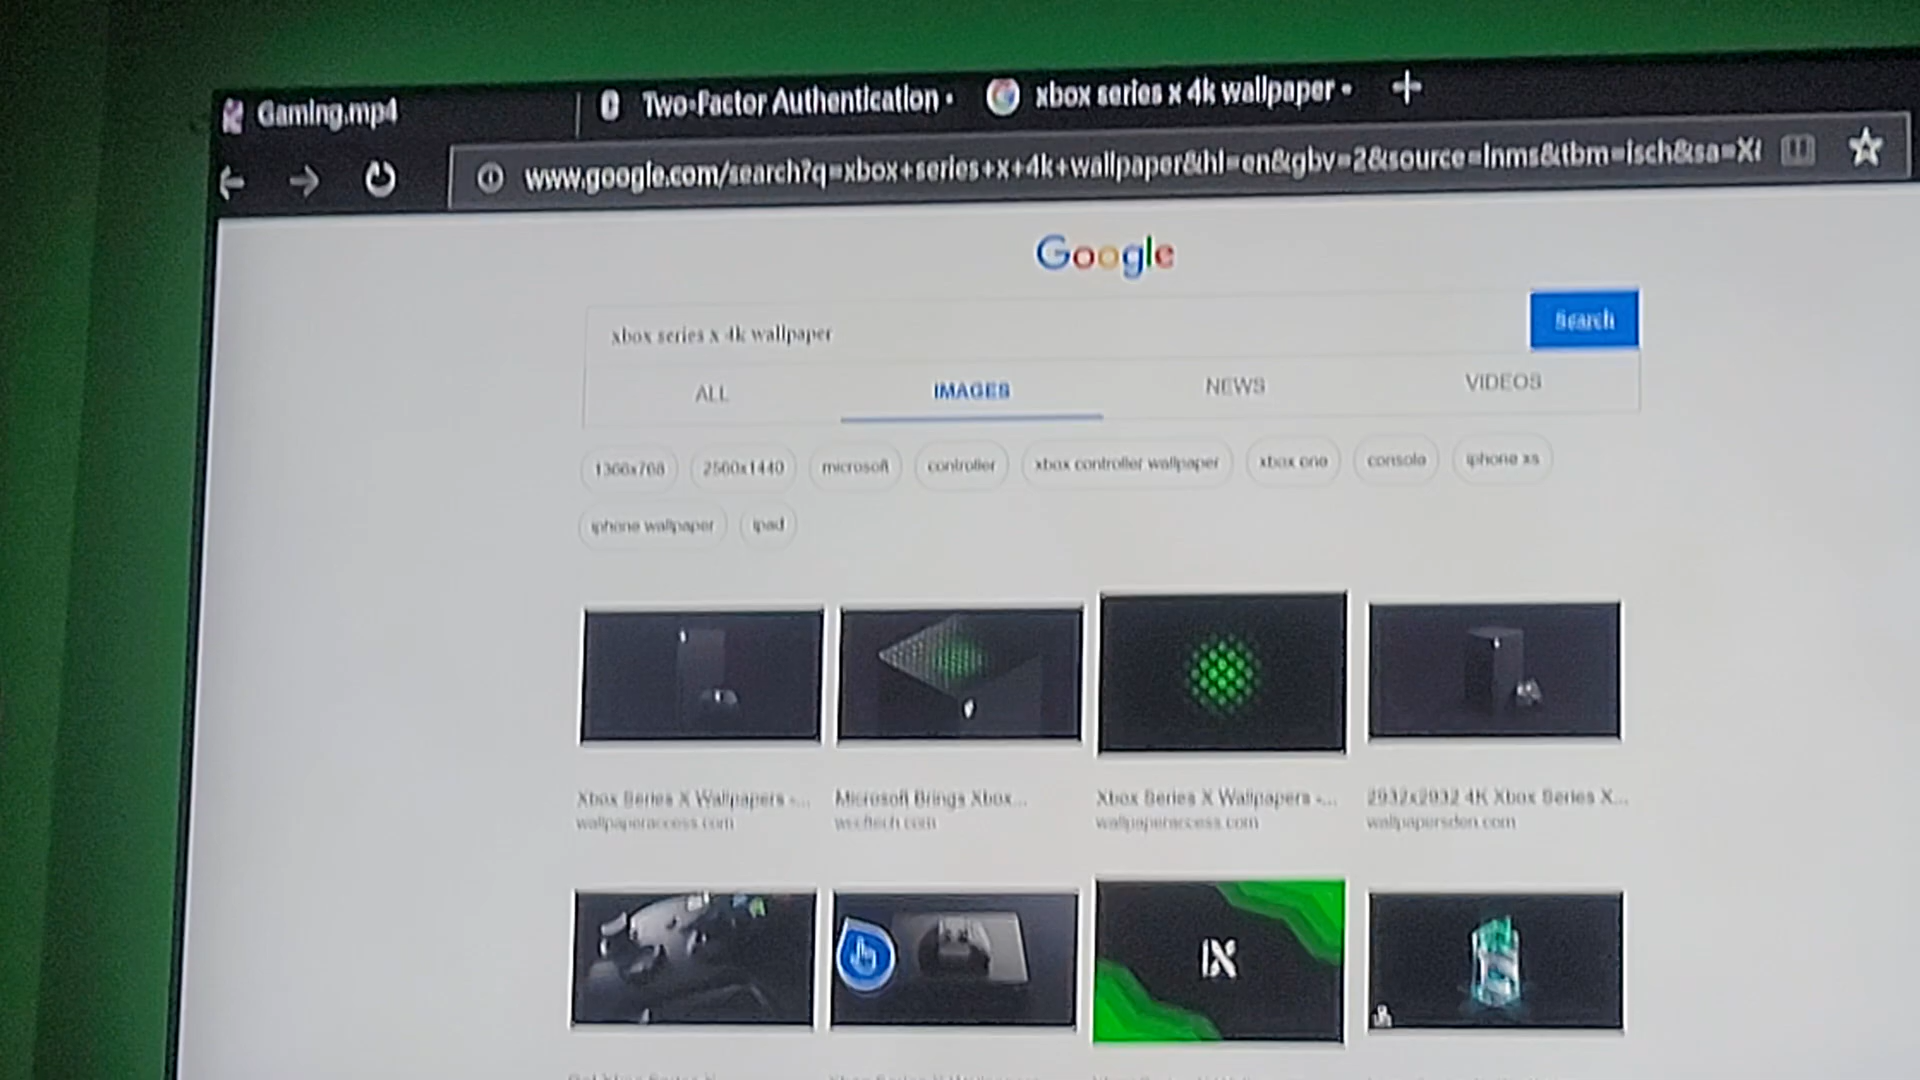 Gaming.mp4
Two-Factor Authentication •
xbox series x 4k wallpaper •
www.google.com/search?q=xbox+series+x+4k+wallpaper&hl=en&gbv=2&source=lnms&tbm=isch&sa=X
Google
xbox series x 4k wallpaper
Search
ALL IMAGES NEWS VIDEOS
1366x768 2560x1440 microsoft controller xbox controller wallpaper xbox one console iphone xs
iphone wallpaper ipad
Xbox Series X Wallpapers -...
Microsoft Brings Xbox...
Xbox Series X Wallpapers -...
2932x2932 4K Xbox Series X...
wallpaperaccess.com
wccftech.com
wallpaperaccess.com
wallpapersden.com